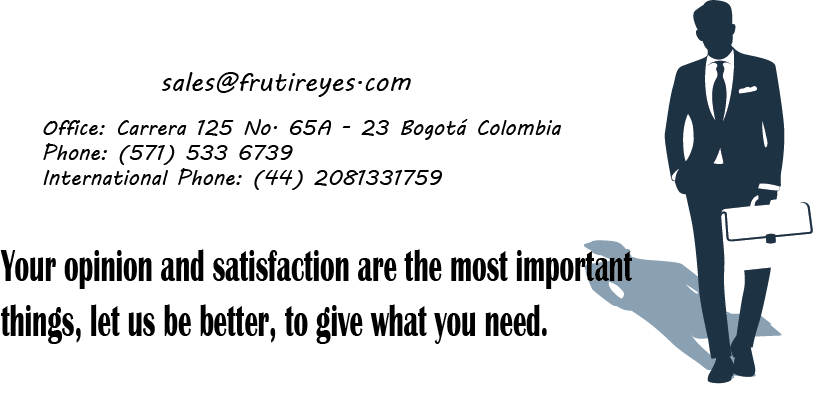 sales@frutireyes.com
Office: Carrera 125 No. 65A - 23 Bogotá Colombia
Phone: (571) 533 6739
International Phone: (44) 2081331759
Your opinion and satisfaction are the most important
things, let us be better, to give what you need.